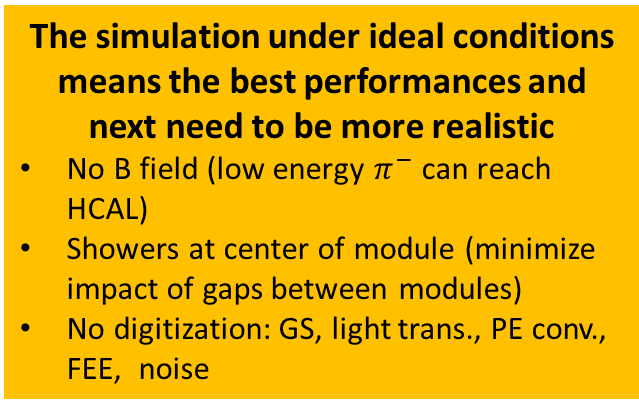 The simulation under ideal conditions
means the best performances and
next need to be more realistic
• No B field (low energy π⁻ can reach
HCAL)
• Showers at center of module (minimize
impact of gaps between modules)
• No digitization: GS, light trans., PE conv.,
FEE, noise